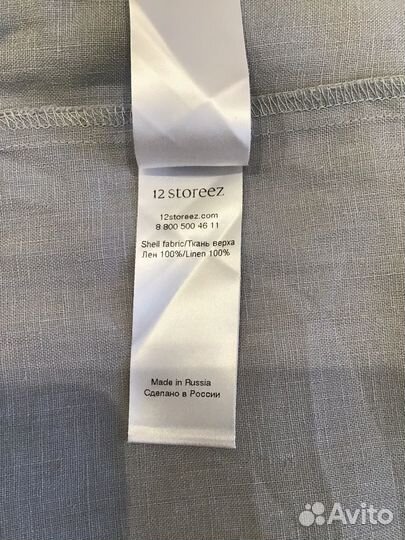 12 storeez
12storeez.com
8 800 500 46 11
Shell fabric/Ткань верха
Лен 100%/Linen 100%
Made in Russia
Сделано в России
Avito